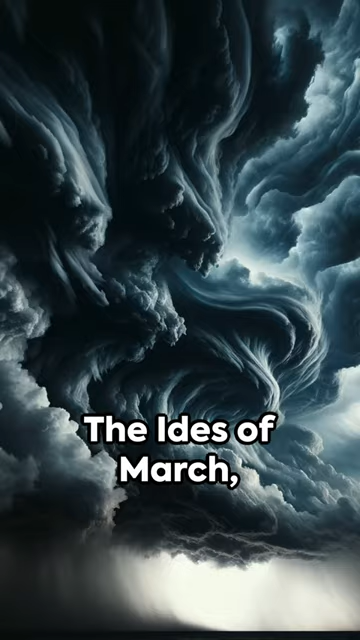 The Ides of
March,